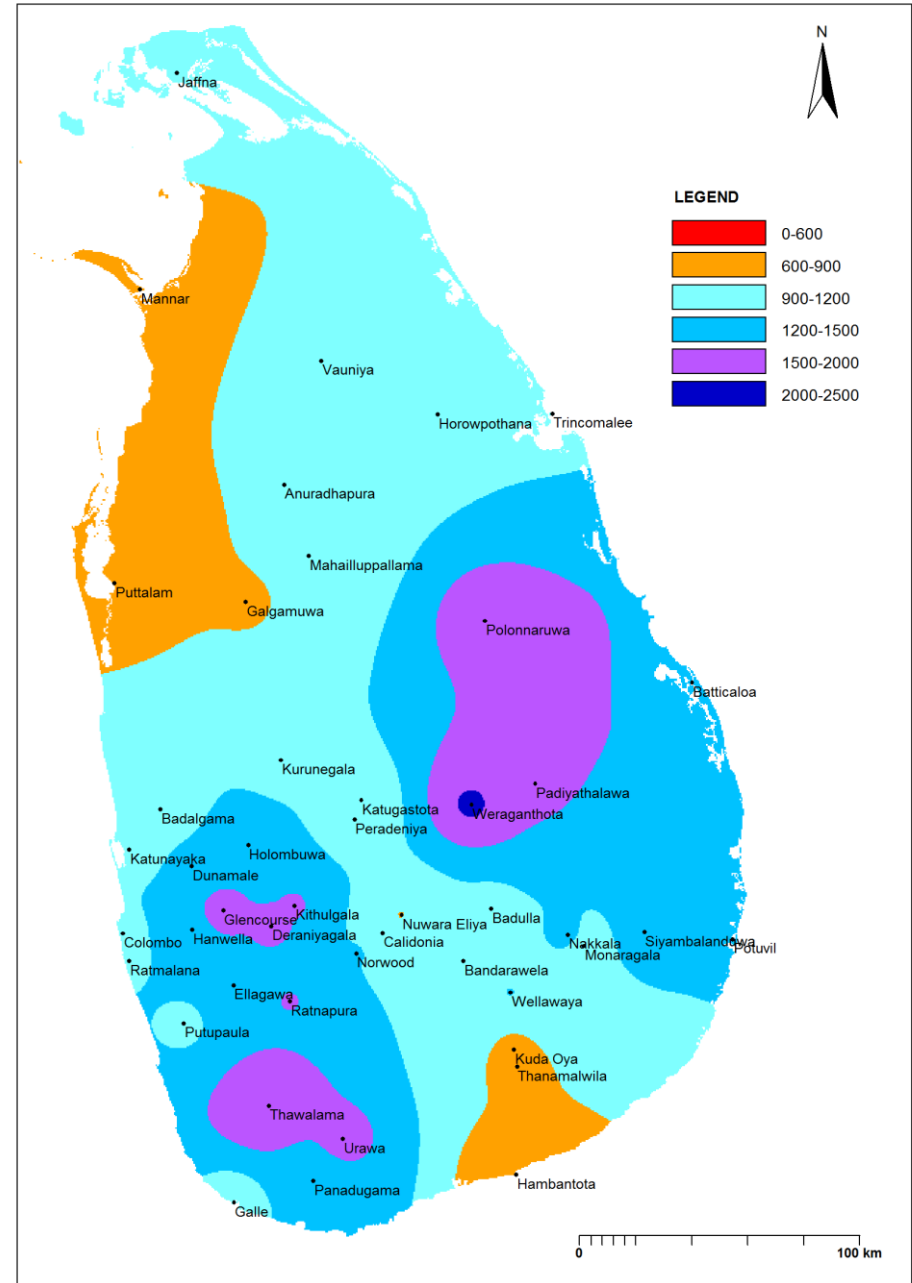 N
Jaffna
LEGEND
0-600
600-900
900-1200
1200-1500
1500-2000
2000-2500
Mannar
Vauniya
Horowpothana
Trincomalee
Anuradhapura
Mahailluppallama
Puttalam
Galgamuwa
Polonnaruwa
Batticaloa
Kurunegala
Padiyathalawa
Katugastota
Weraganthota
Badalgama
Peradeniya
Katunayaka
Holombuwa
Dunamale
Glencourse
Kithulgala
Nuwara Eliya
Badulla
Colombo
Hanwella
Deraniyagala
Calidonia
Nakkala
Siyambalanduwa
Potuvil
Monaragala
Ratmalana
Norwood
Bandarawela
Ellagawa
Ratnapura
Wellawaya
Putupaula
Kuda Oya
Thanamalwila
Thawalama
Urawa
Panadugama
Hambantota
Galle
0
100 km